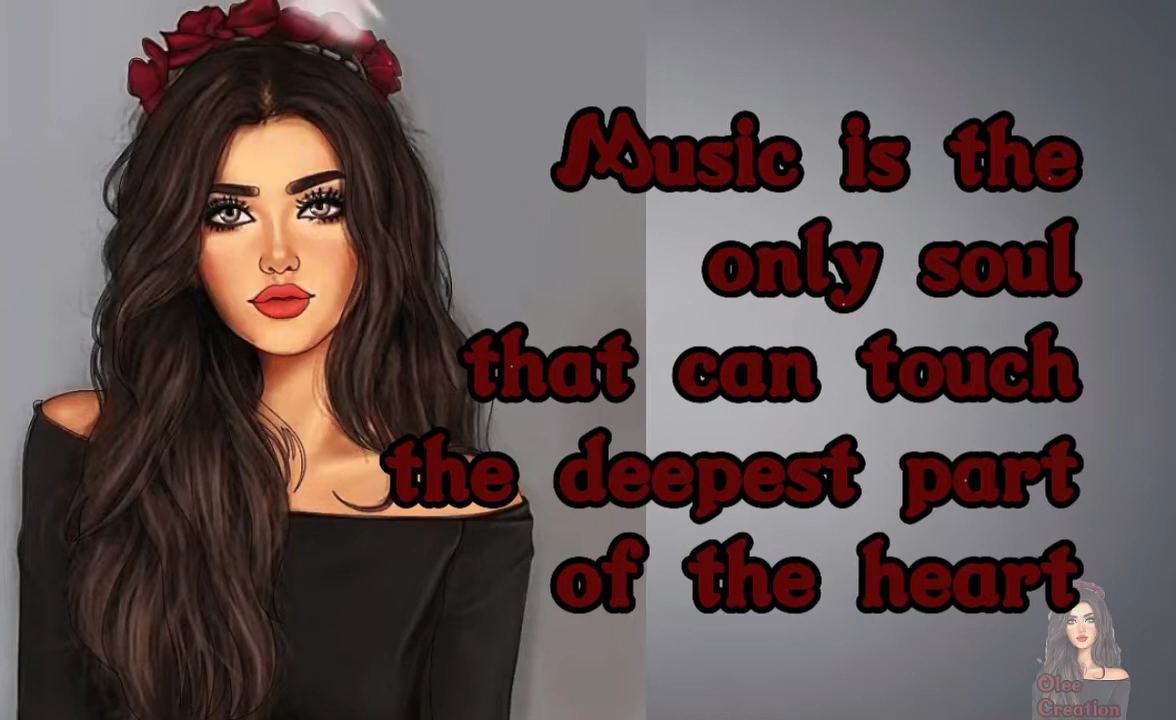 Music is the
only soul
that can touch
the deepest part
of the heart
Olee
Creation